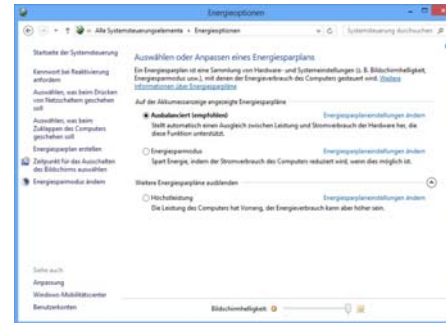 Energieoptionen
Alle Systemsteuerungselemente Energieoptionen
Systemsteuerung durchsuchen
Startseite der Systemsteuerung
Kennwort bei Reaktivierung
anfordern
Auswählen, was beim Drücken
von Netzschaltern geschehen
soll
Auswählen, was beim
Zuklappen des Computers
geschehen soll
Energiesparplan erstellen
Zeitpunkt für das Ausschalten
des Bildschirms auswählen
Energiesparmodus ändern
Auswählen oder Anpassen eines Energiesparplans
Ein Energiesparplan ist eine Sammlung von Hardware- und Systemeinstellungen (z. B. Bildschirmhelligkeit,
Energiesparmodus usw.), mit denen der Energieverbrauch des Computers gesteuert wird. Weitere
Informationen über Energiesparpläne
Auf der Akkumessanzeige angezeigte Energiesparpläne
Ausbalanciert (empfohlen) Energiesparplaneinstellungen ändern
Stellt automatisch einen Ausgleich zwischen Leistung und Stromverbrauch der Hardware her, die
diese Funktion unterstützt.
Energiesparmodus Energiesparplaneinstellungen ändern
Spart Energie, indem der Stromverbrauch des Computers reduziert wird, wenn dies möglich ist.
Weitere Energiesparpläne ausblenden
Höchstleistung Energiesparplaneinstellungen ändern
Die Leistung des Computers hat Vorrang, der Energieverbrauch kann aber höher sein.
Siehe auch
Anpassung
Windows-Mobilitätscenter
Benutzerkonten
Bildschirmhelligkeit: